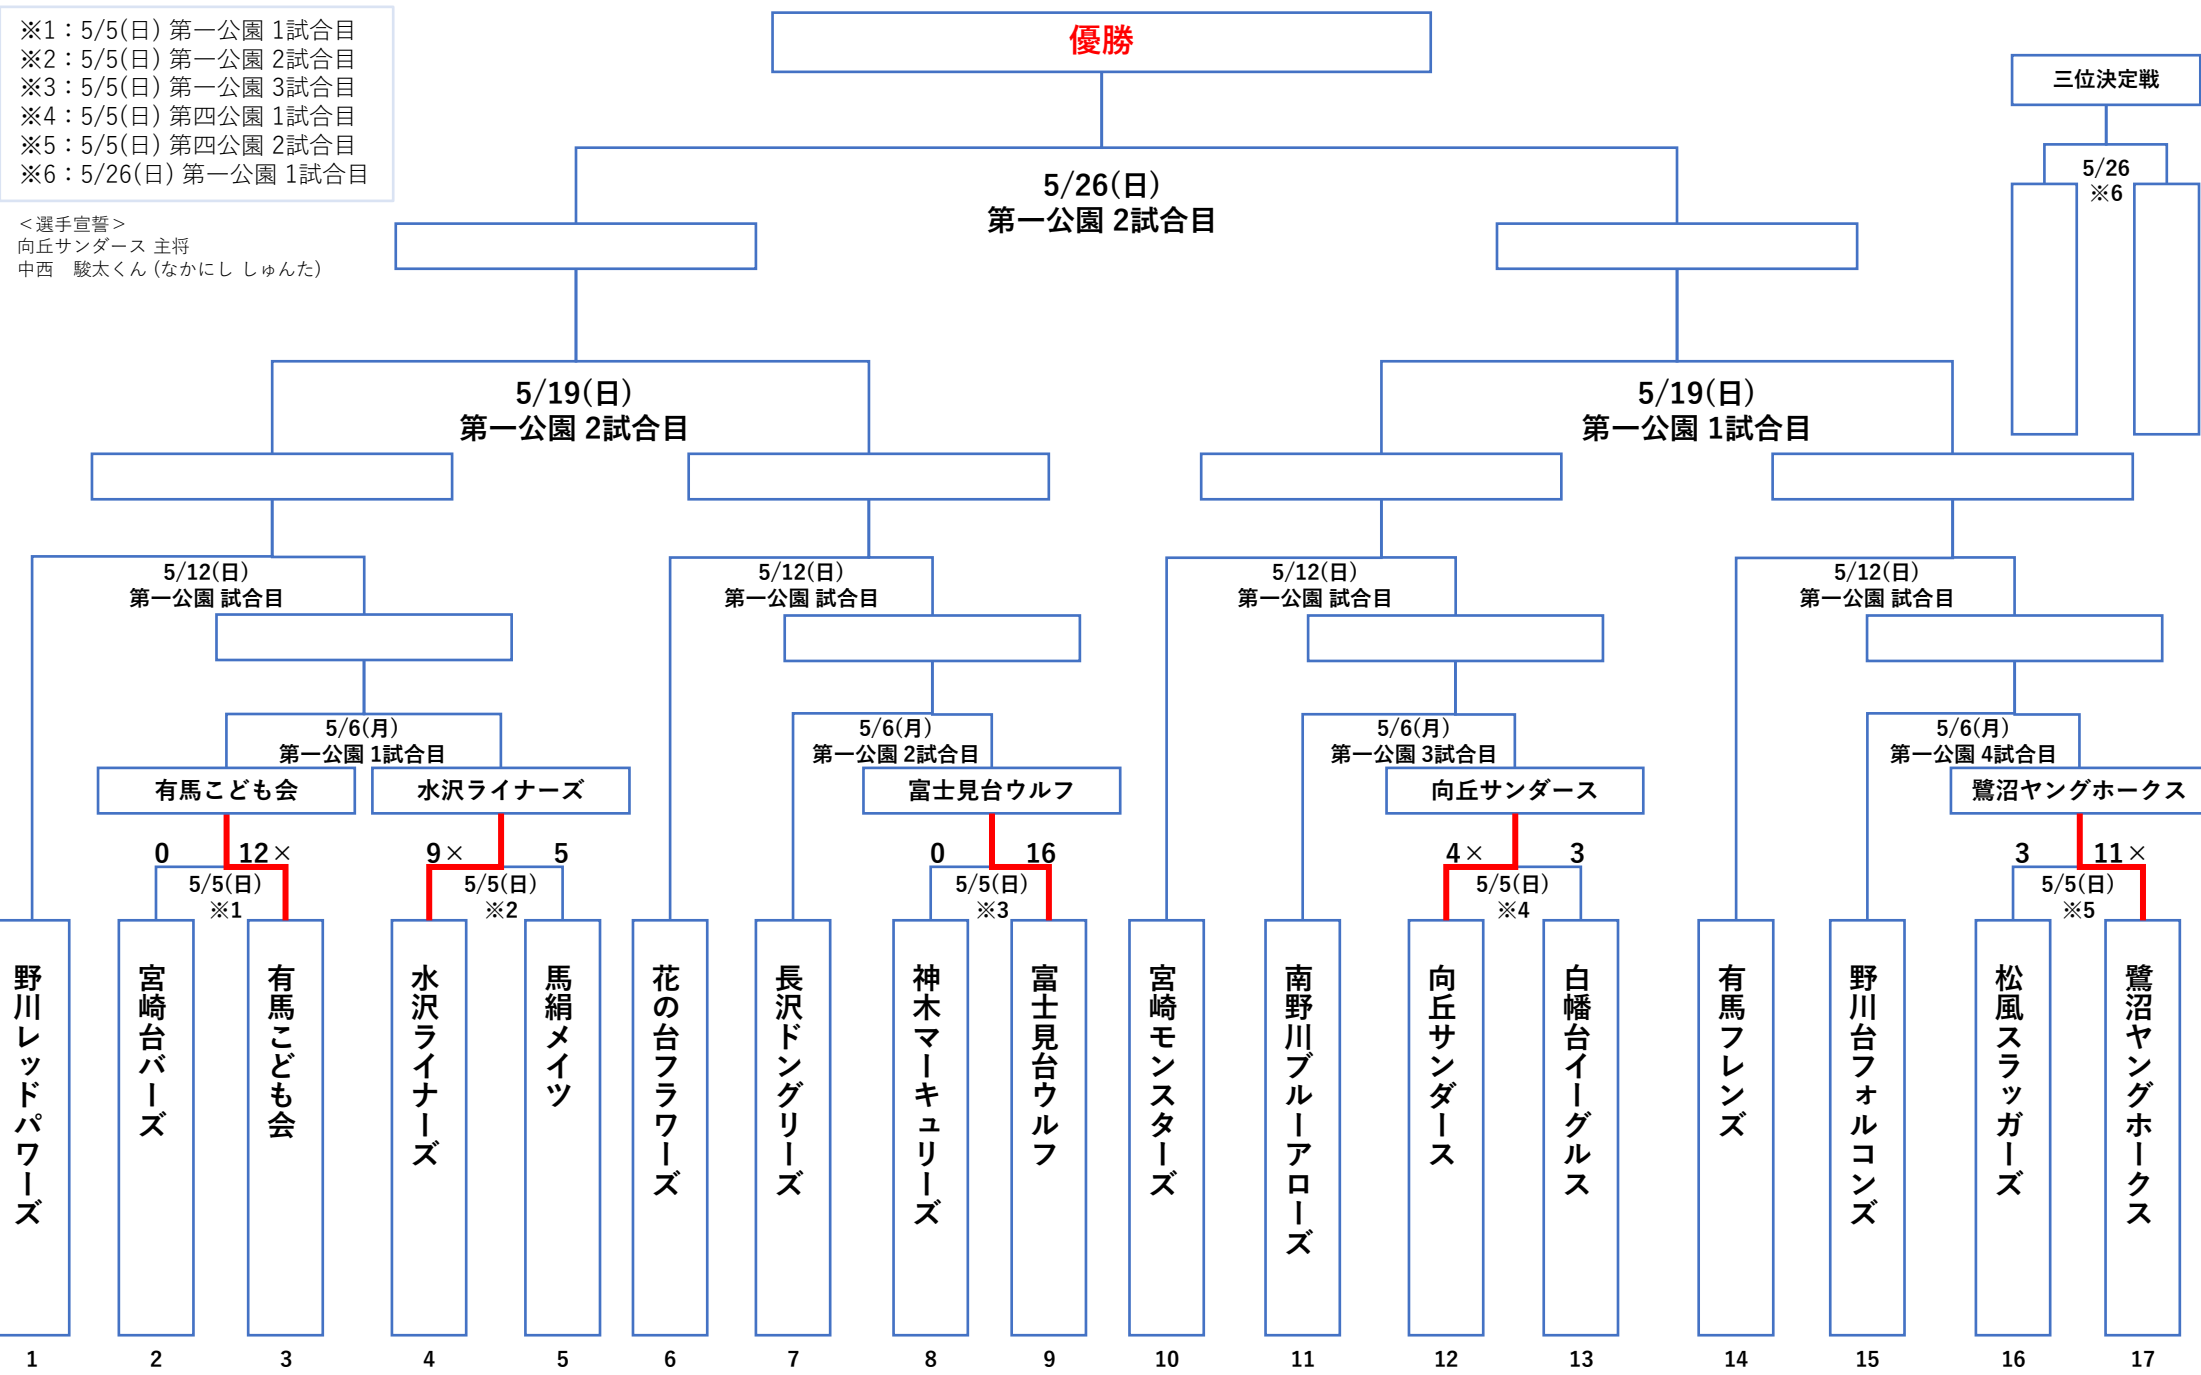 ※1：5/5(日) 第一公園 1試合目
※2：5/5(日) 第一公園 2試合目
※3：5/5(日) 第一公園 3試合目
※4：5/5(日) 第四公園 1試合目
※5：5/5(日) 第四公園 2試合目
※6：5/26(日) 第一公園 1試合目
＜選手宣誓＞
向丘サンダース 主将
中西　駿太くん (なかにし しゅんた)
優勝
三位決定戦
5/26
※6
5/26(日)
第一公園 2試合目
5/19(日)
第一公園 2試合目
5/19(日)
第一公園 1試合目
5/12(日)
第一公園 試合目
5/12(日)
第一公園 試合目
5/12(日)
第一公園 試合目
5/12(日)
第一公園 試合目
5/6(月)
第一公園 1試合目
5/6(月)
第一公園 2試合目
5/6(月)
第一公園 3試合目
5/6(月)
第一公園 4試合目
有馬こども会
水沢ライナーズ
富士見台ウルフ
向丘サンダース
鷺沼ヤングホークス
0 12×
5/5(日)
※1
9× 5
5/5(日)
※2
0 16
5/5(日)
※3
4× 3
5/5(日)
※4
3 11×
5/5(日)
※5
野川レッドパワーズ
宮崎台バーズ
有馬こども会
水沢ライナーズ
馬絹メイツ
花の台フラワーズ
長沢ドングリーズ
神木マーキュリーズ
富士見台ウルフ
宮崎モンスターズ
南野川ブルーアローズ
向丘サンダース
白幡台イーグルス
有馬フレンズ
野川台フォルコンズ
松風スラッガーズ
鷺沼ヤングホークス
1 2 3 4 5 6 7 8 9 10 11 12 13 14 15 16 17